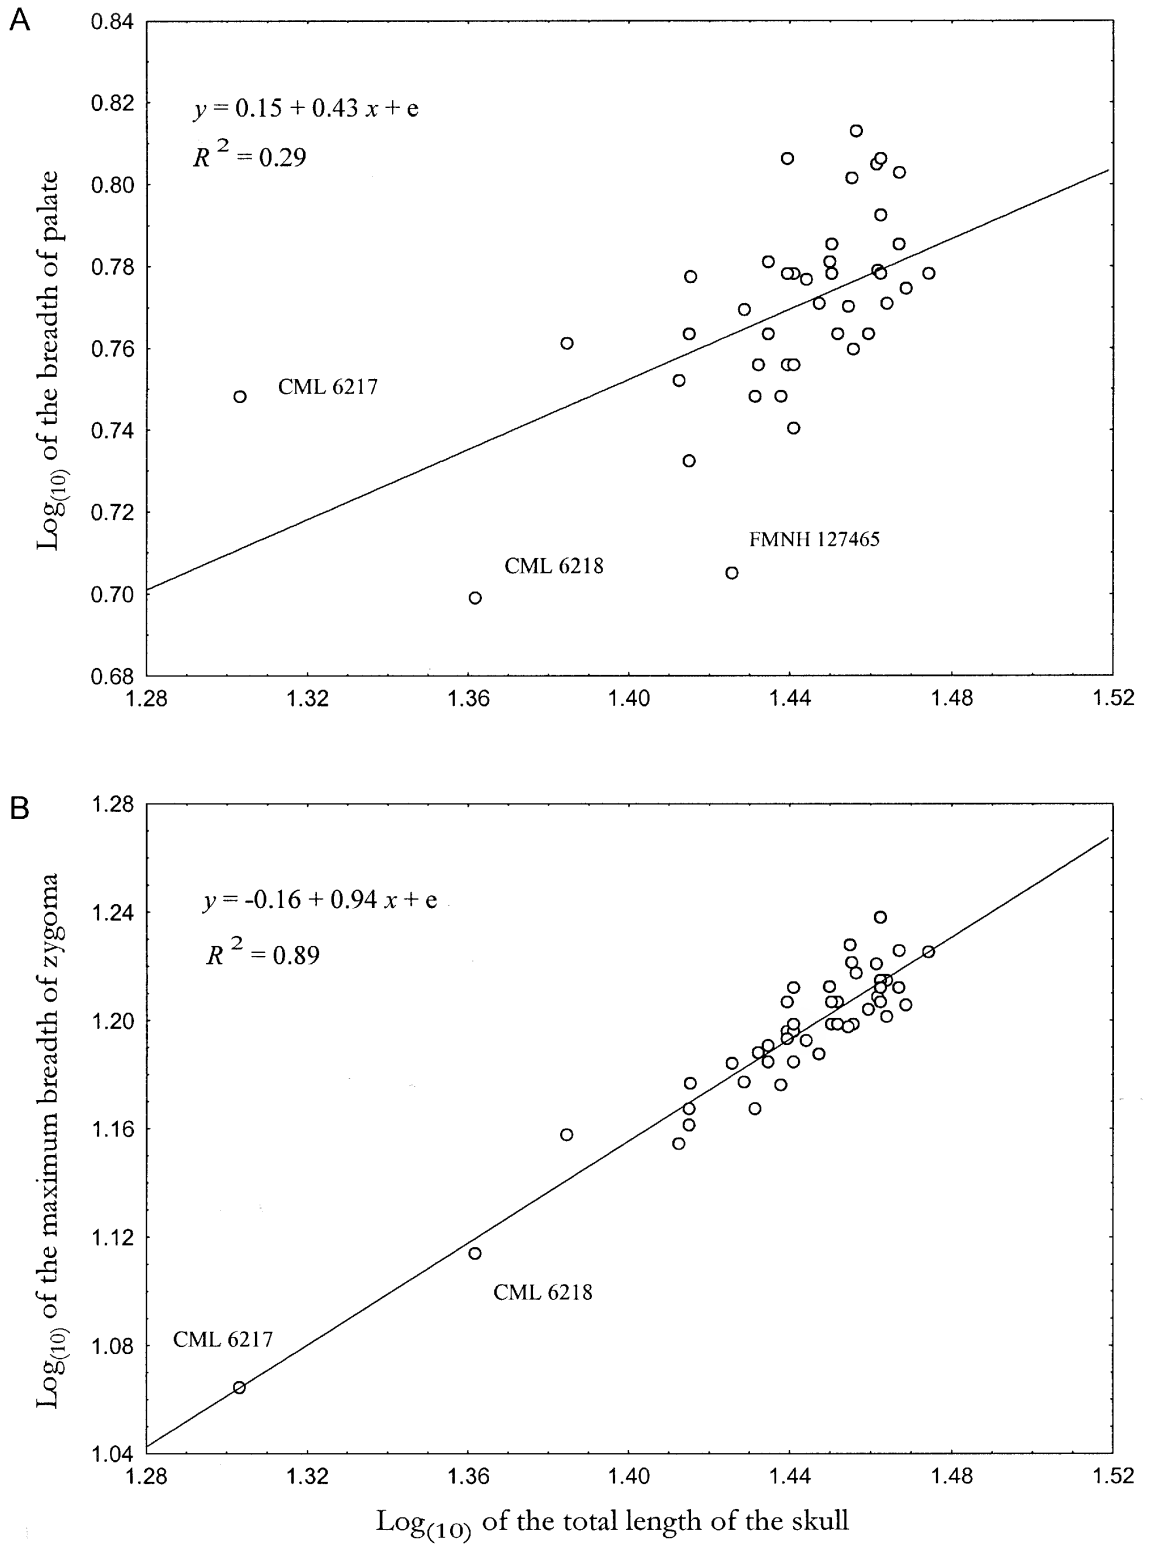 A
0.84
0.82
0.80
0.78
0.76
0.74
0.72
0.70
0.68
Log(10) of the breadth of palate
y = 0.15 + 0.43 x + e
R 2 = 0.29
CML 6217
CML 6218
FMNH 127465
1.28 1.32 1.36 1.40 1.44 1.48 1.52
B
1.28
1.24
1.20
1.16
1.12
1.08
1.04
Log(10) of the maximum breadth of zygoma
y = -0.16 + 0.94 x + e
R 2 = 0.89
CML 6218
CML 6217
1.28 1.32 1.36 1.40 1.44 1.48 1.52
Log(10) of the total length of the skull